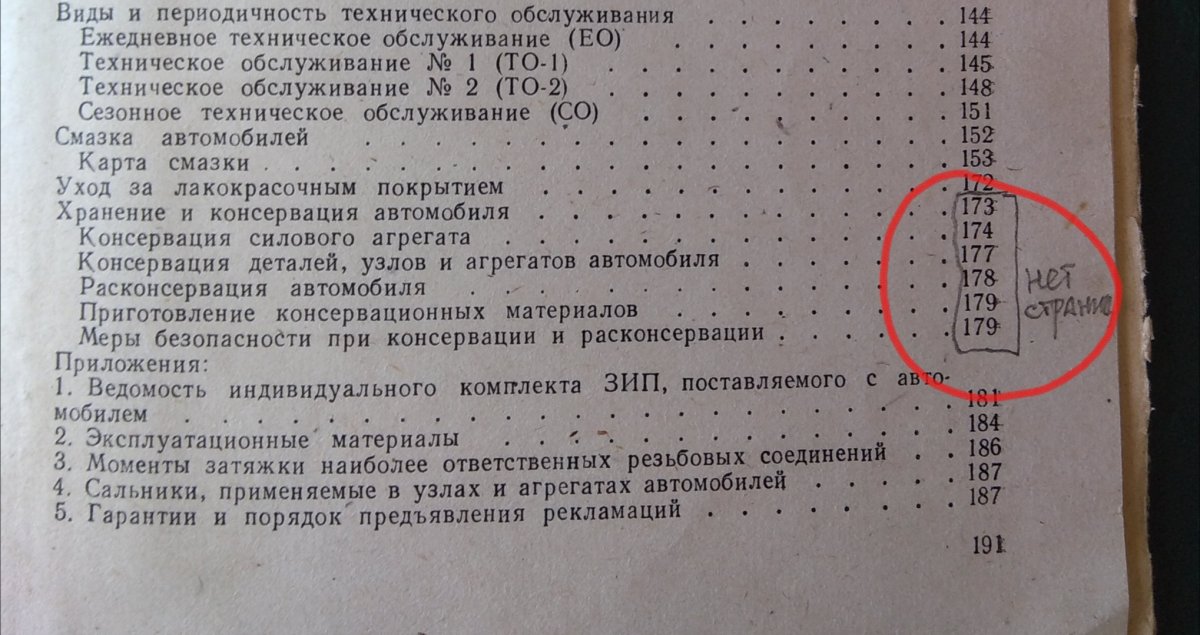 Виды и периодичность технического обслуживания . . . . . . . . . . 144
Ежедневное техническое обслуживание (ЕО) . . . . . . . . . . . 144
Техническое обслуживание № 1 (ТО-1) . . . . . . . . . . . . . 145
Техническое обслуживание № 2 (ТО-2) . . . . . . . . . . . . . 148
Сезонное техническое обслуживание (СО) . . . . . . . . . . . . 151
Смазка автомобилей . . . . . . . . . . . . . . . . . . . . 152
Карта смазки . . . . . . . . . . . . . . . . . . . . . . . 153
Уход за лакокрасочным покрытием . . . . . . . . . . . . . . . 172
Хранение и консервация автомобиля . . . . . . . . . . . . . . . 173
Консервация силового агрегата . . . . . . . . . . . . . . . . 174
Консервация деталей, узлов и агрегатов автомобиля . . . . . . . . 177
Расконсервация автомобиля . . . . . . . . . . . . . . . . . 178
Приготовление консервационных материалов . . . . . . . . . . . 179
Меры безопасности при консервации и расконсервации . . . . . . . 179
нет
страниц
Приложения:
1. Ведомость индивидуального комплекта ЗИП, поставляемого с авто-
мобилем . . . . . . . . . . . . . . . . . . . . . . . . 181
2. Эксплуатационные материалы . . . . . . . . . . . . . . . . 184
3. Моменты затяжки наиболее ответственных резьбовых соединений . . 186
4. Сальники, применяемые в узлах и агрегатах автомобилей . . . . . 187
5. Гарантии и порядок предъявления рекламаций . . . . . . . . . 187
191